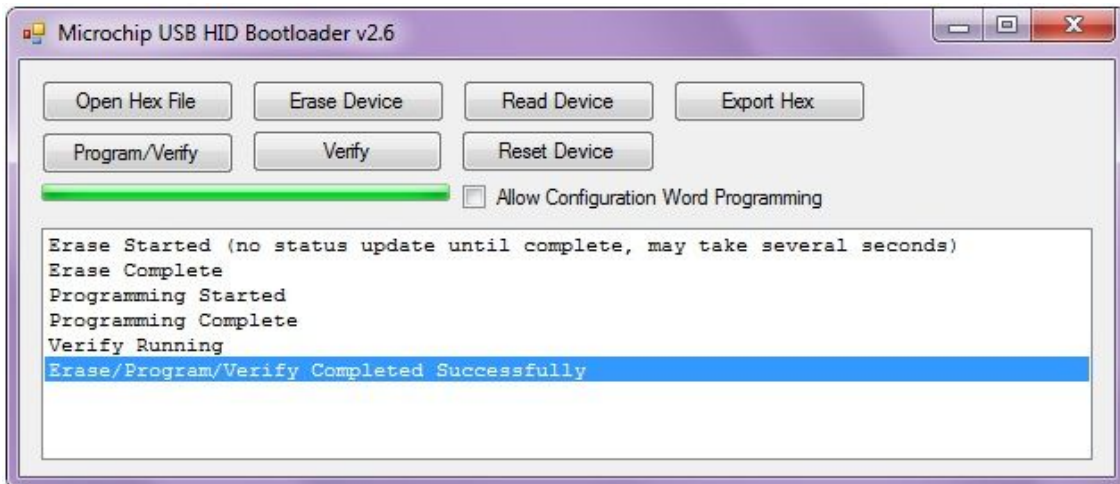 Microchip USB HID Bootloader v2.6
Open Hex File Erase Device Read Device Export Hex
Program/Verify Verify Reset Device
Allow Configuration Word Programming
Erase Started (no status update until complete, may take several seconds)
Erase Complete
Programming Started
Programming Complete
Verify Running
Erase/Program/Verify Completed Successfully